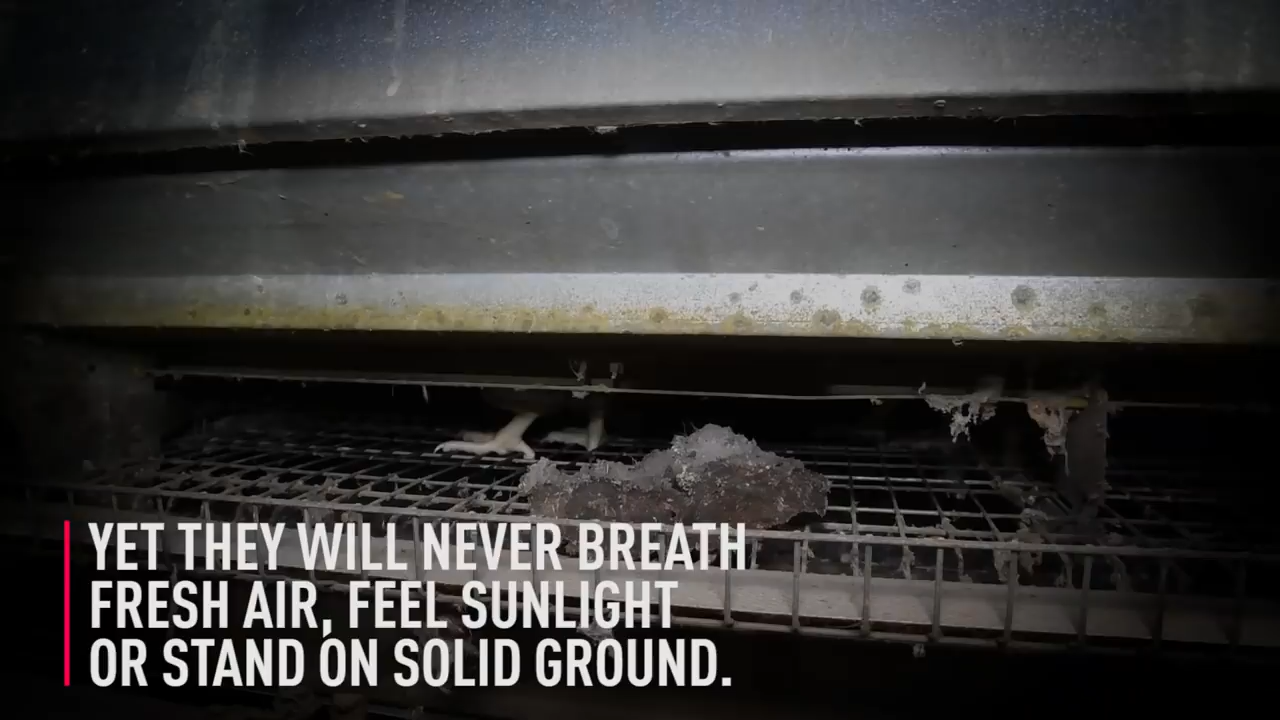 YET THEY WILL NEVER BREATH
FRESH AIR, FEEL SUNLIGHT
OR STAND ON SOLID GROUND.